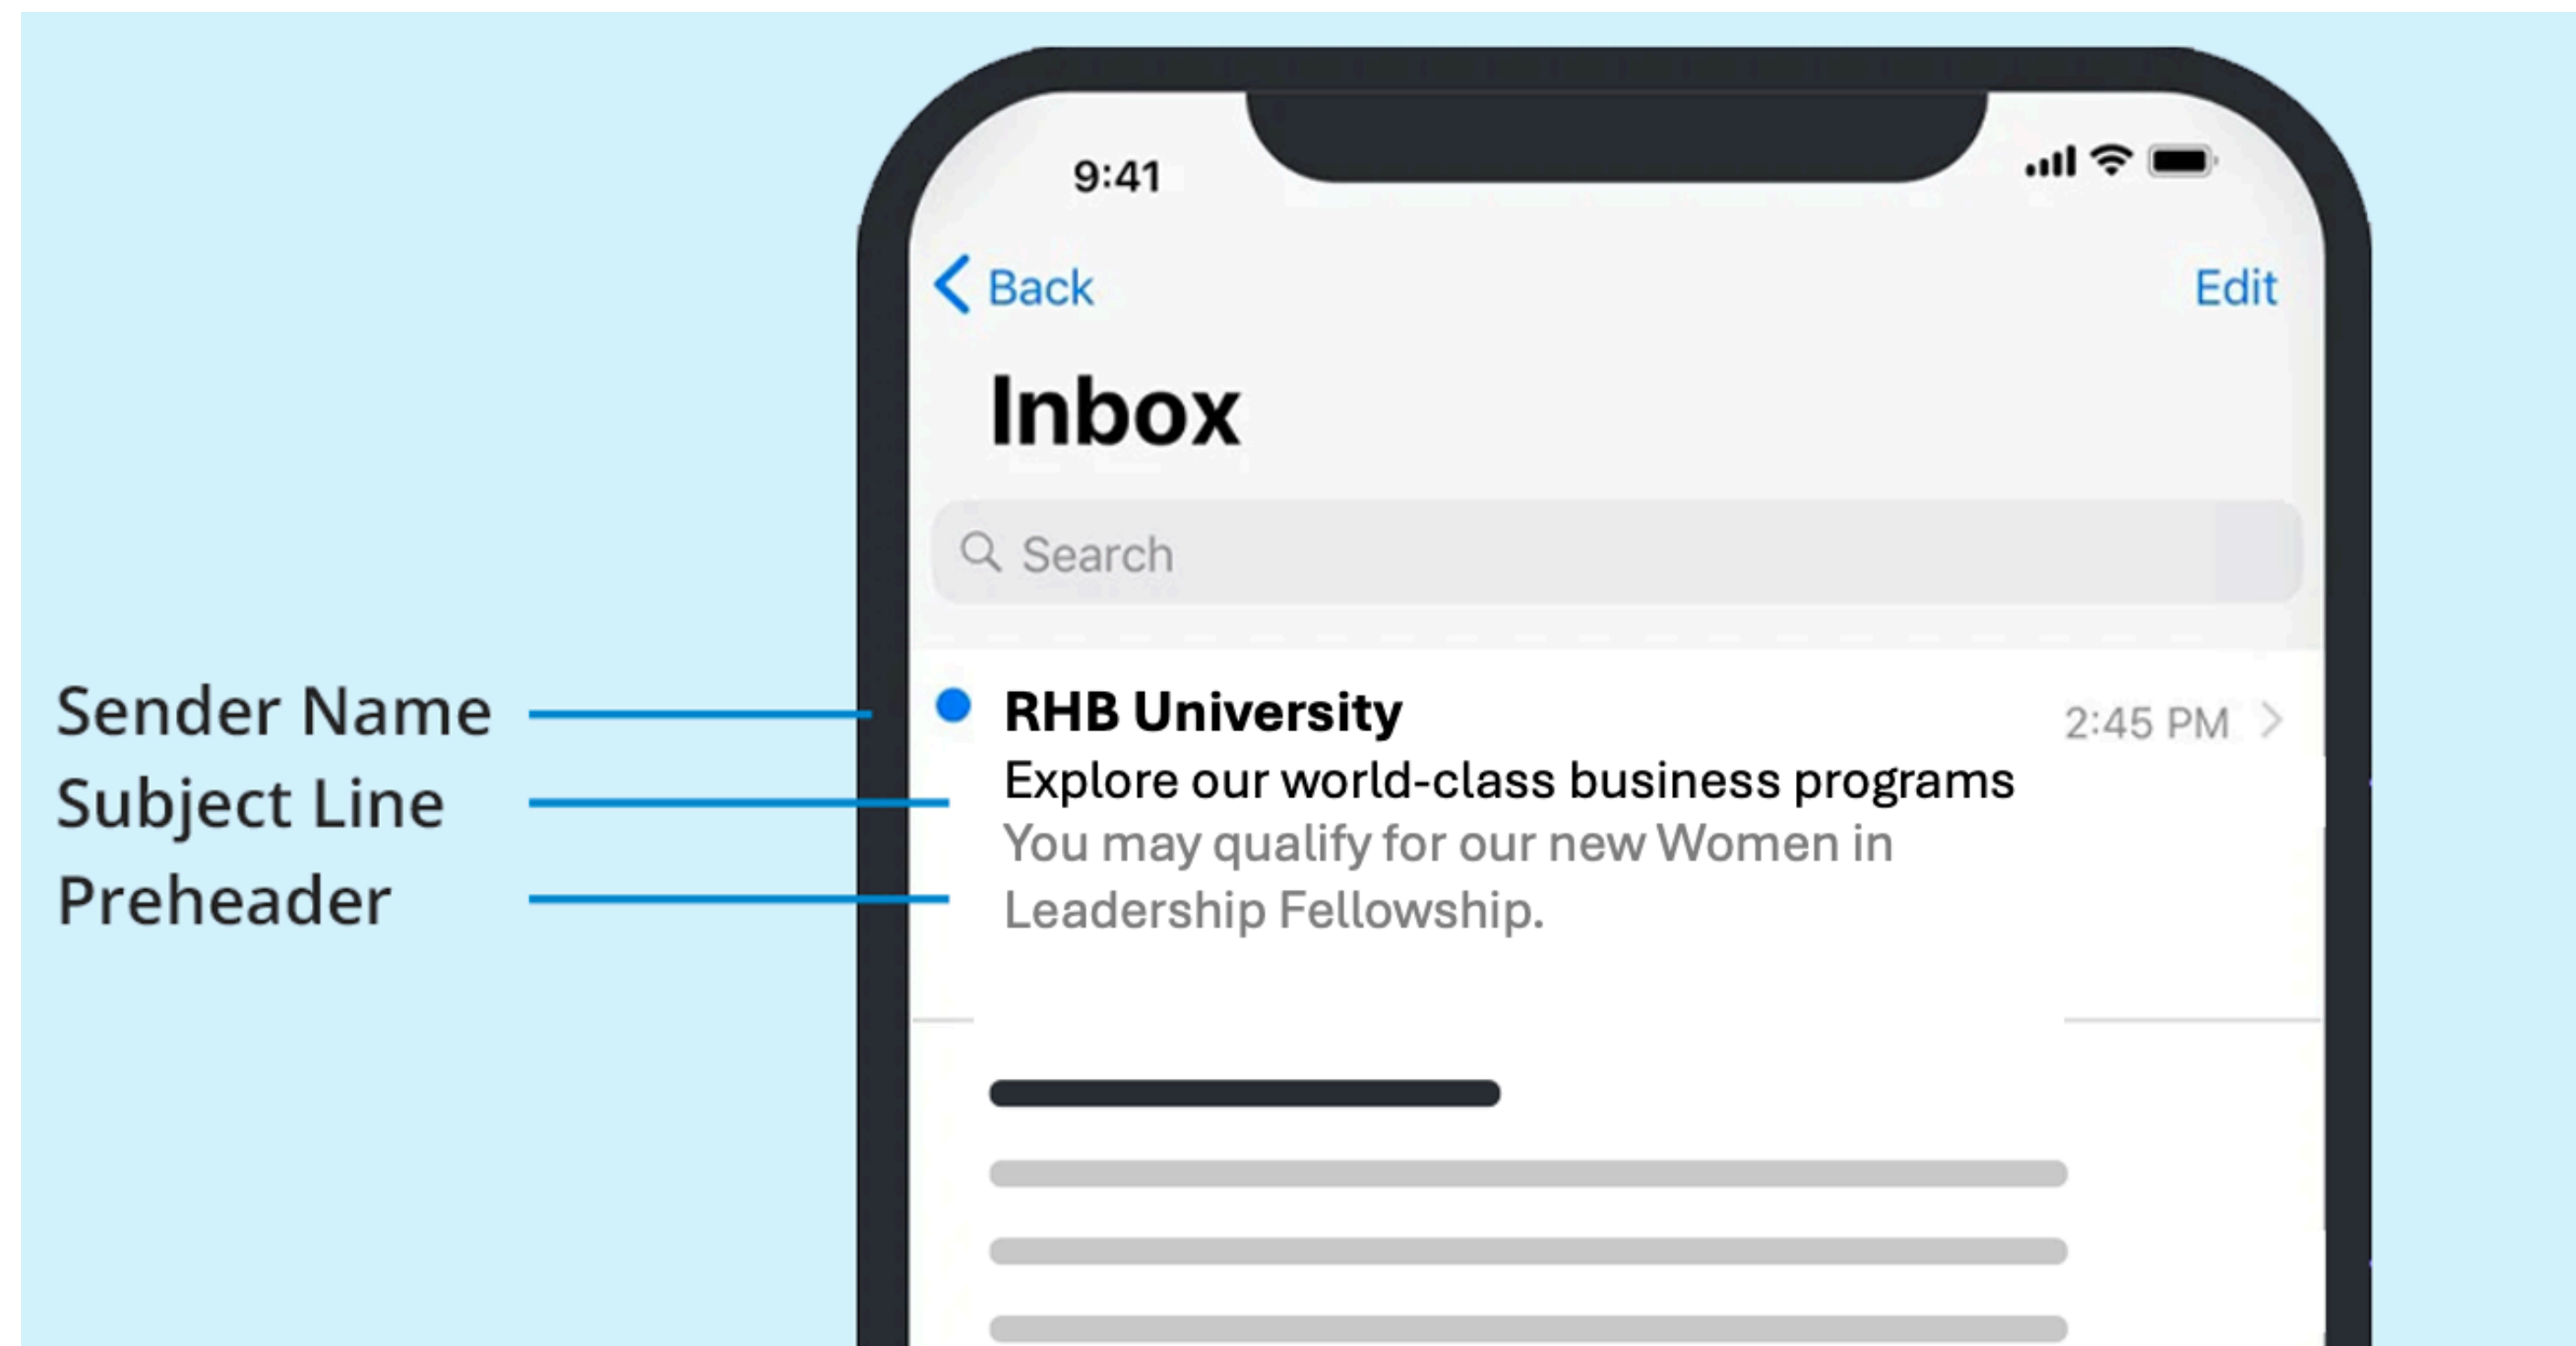 9:41
Back
Edit
Inbox
Search
Sender Name
RHB University
2:45 PM
Subject Line
Explore our world-class business programs
Preheader
You may qualify for our new Women in
Leadership Fellowship.